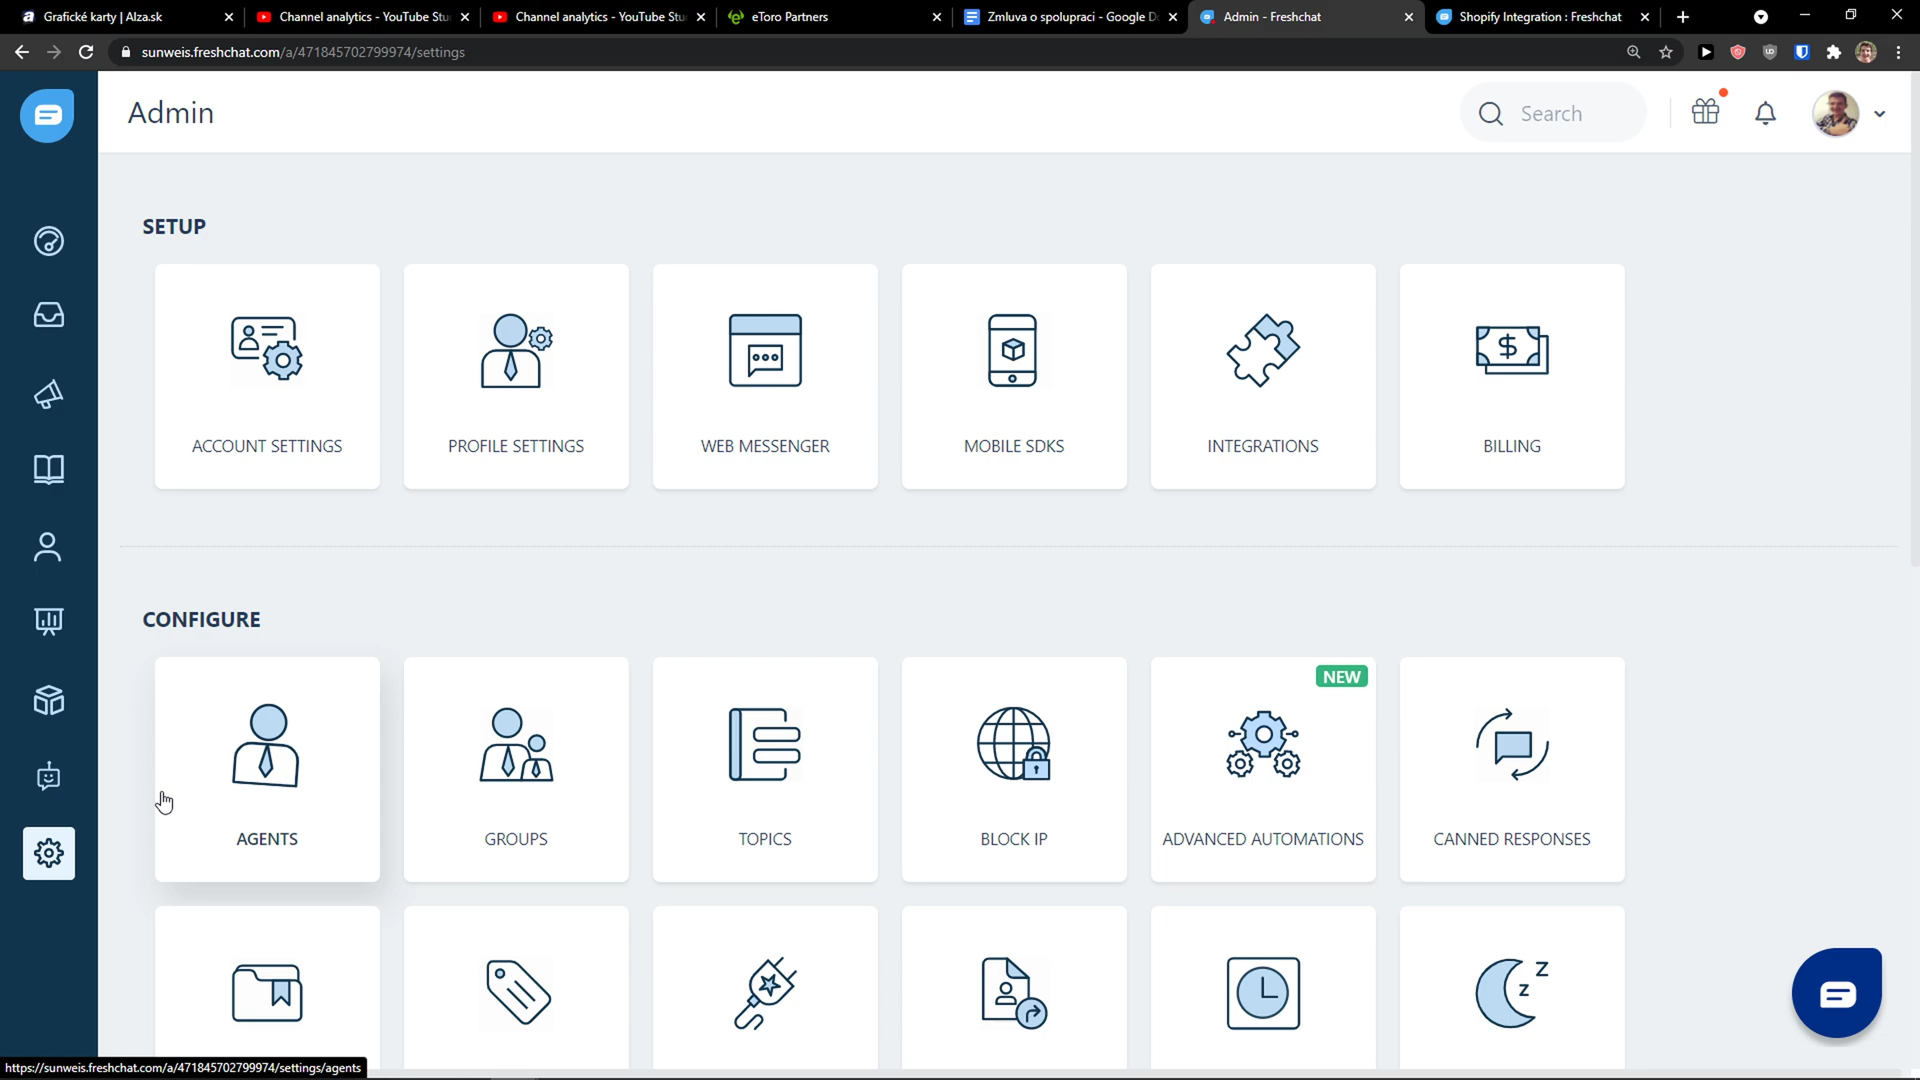 Grafické karty | Alza.sk
Channel analytics - YouTube Stu
Channel analytics - YouTube Stu
eToro Partners
Zmluva o spolupraci - Google D
Admin - Freshchat
Shopify Integration : Freshchat
sunweis.freshchat.com/a/471845702799974/settings
Admin
Search
SETUP
ACCOUNT SETTINGS
PROFILE SETTINGS
WEB MESSENGER
MOBILE SDKS
INTEGRATIONS
BILLING
CONFIGURE
NEW
AGENTS
GROUPS
TOPICS
BLOCK IP
ADVANCED AUTOMATIONS
CANNED RESPONSES
Z
Z
https://sunweis.freshchat.com/a/471845702799974/settings/agents